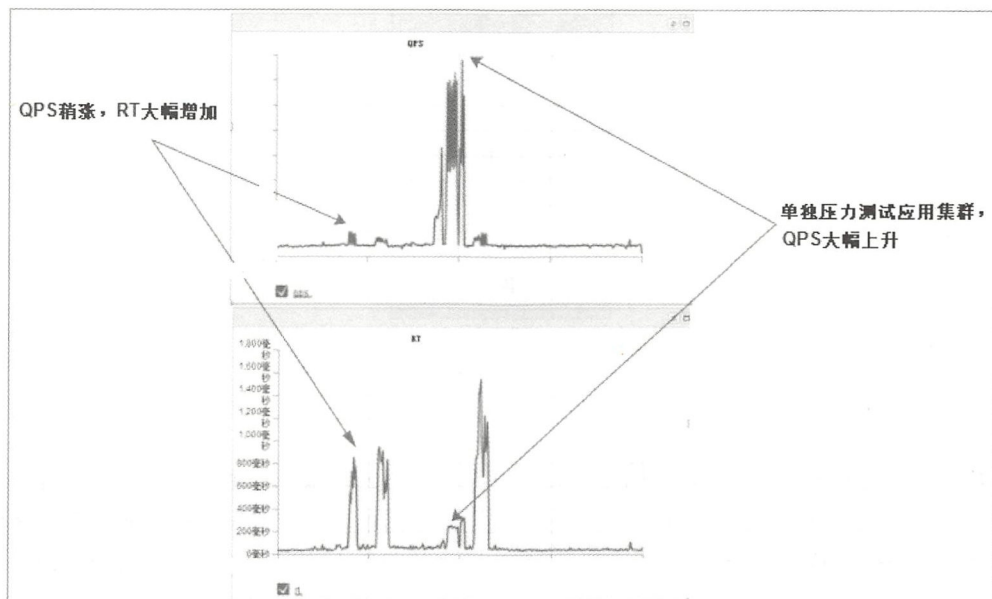 QPS
QPS稍涨，RT大幅增加
单独压力测试应用集群，
QPS大幅上升
RT
1,800毫
秒
1,600毫
秒
1,400毫
秒
1,200毫
秒
1,000毫
秒
800毫秒
600毫秒
400毫秒
200毫秒
0毫秒